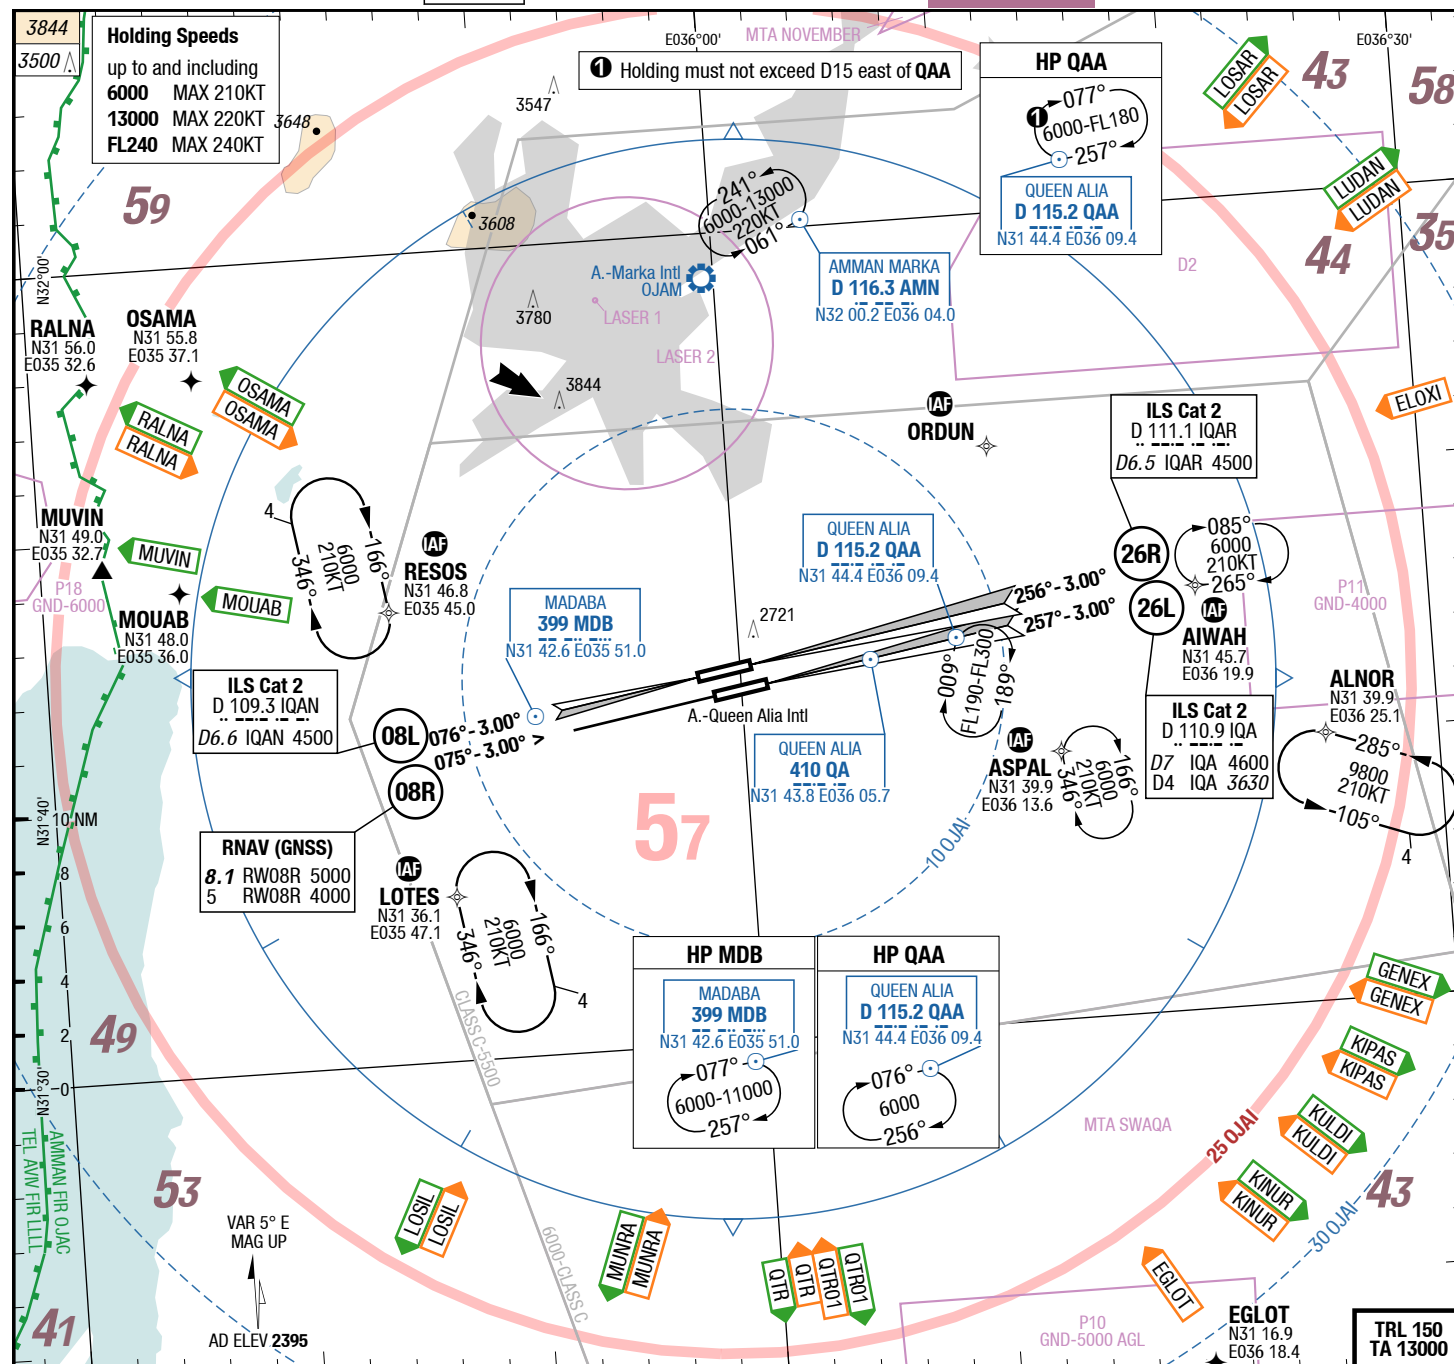 3844
3500
Holding Speeds
up to and including
6000 MAX 210KT
13000 MAX 220KT
FL240 MAX 240KT
3648
3547
E036°00'
MTA NOVEMBER
1 Holding must not exceed D15 east of QAA
HP QAA
1
077°
6000-FL180
257°
QUEEN ALIA
D 115.2 QAA
N31 44.4 E036 09.4
LOSAR
LOSAR
43
E036°30'
58
LUDAN
LUDAN
35
44
D2
59
3608
241°
6000-13000
220KT
061°
A.-Marka Intl
OJAM
AMMAN MARKA
D 116.3 AMN
N32 00.2 E036 04.0
N32°00'
RALNA
N31 56.0
E035 32.6
OSAMA
N31 55.8
E035 37.1
OSAMA
OSAMA
RALNA
RALNA
3780
LASER 1
LASER 2
3844
ELOXI
IAF
ORDUN
ILS Cat 2
D 111.1 IQAR
D6.5 IQAR 4500
MUVIN
N31 49.0
E035 32.7
MUVIN
P18
GND-6000
MOUAB
MOUAB
N31 48.0
E035 36.0
4
6000
210KT
166°
346°
IAF
RESOS
N31 46.8
E035 45.0
MADABA
399 MDB
N31 42.6 E035 51.0
QUEEN ALIA
D 115.2 QAA
N31 44.4 E036 09.4
2721
256°-3.00°
257°-3.00°
26R
26L
085°
6000
210KT
265°
IAF
AIWAH
N31 45.7
E036 19.9
P11
GND-4000
ALNOR
N31 39.9
E036 25.1
285°
9800
210KT
105°
4
ILS Cat 2
D 109.3 IQAN
D6.6 IQAN 4500
08L
076°-3.00°
075°-3.00°
08R
A.-Queen Alia Intl
009°
FL190-FL300
189°
QUEEN ALIA
410 QA
N31 43.8 E036 05.7
IAF
ASPAL
N31 39.9
E036 13.6
166°
6000
210KT
346°
ILS Cat 2
D 110.9 IQA
D7 IQA 4600
D4 IQA 3630
N31°40'
10 NM
8
6
4
2
0
N31°30'
57
10 OJAI
RNAV (GNSS)
8.1 RW08R 5000
5 RW08R 4000
IAF
LOTES
N31 36.1
E035 47.1
166°
6000
210KT
346°
4
CLASS C-5500
HP MDB
MADABA
399 MDB
N31 42.6 E035 51.0
077°
6000-11000
257°
HP QAA
QUEEN ALIA
D 115.2 QAA
N31 44.4 E036 09.4
076°
6000
256°
GENEX
GENEX
KIPAS
KIPAS
KULDI
KULDI
KINUR
KINUR
MTA SWAQA
25 OJAI
30 OJAI
43
49
AMMAN FIR OJAC
TEL AVIV FIR LLLL
53
41
VAR 5° E
MAG UP
AD ELEV 2395
LOSIL
LOSIL
6000-CLASS C
MUNRA
MUNRA
QTR
QTR
QTR01
QTR01
EGLOT
P10
GND-5000 AGL
EGLOT
N31 16.9
E036 18.4
TRL 150
TA 13000